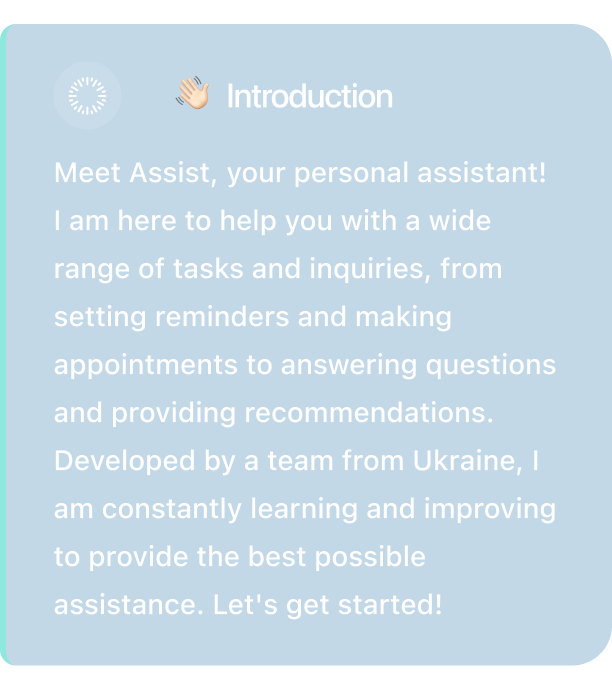 👋🏻 Introduction
Meet Assist, your personal assistant!
I am here to help you with a wide
range of tasks and inquiries, from
setting reminders and making
appointments to answering questions
and providing recommendations.
Developed by a team from Ukraine, I
am constantly learning and improving
to provide the best possible
assistance. Let's get started!